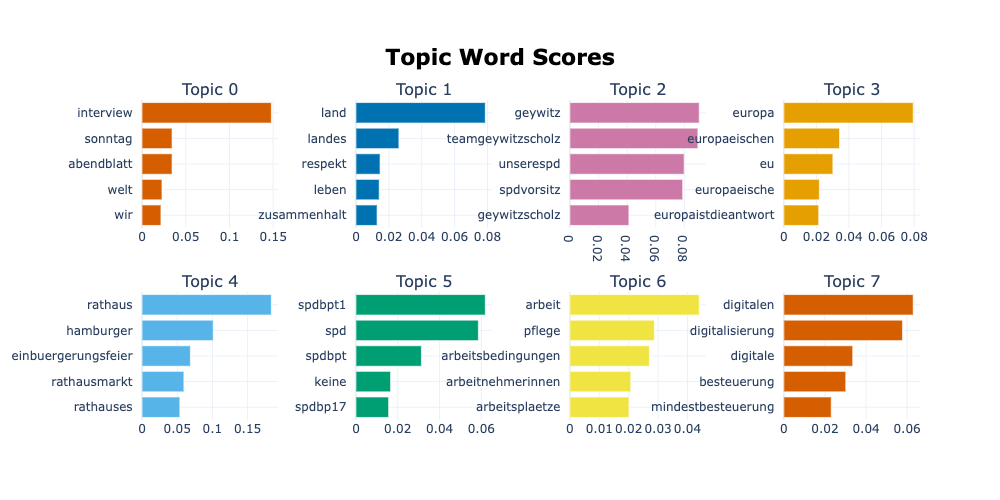 Topic Word Scores
Topic 0
interview
sonntag
abendblatt
welt
wir
0 0.05 0.1 0.15
Topic 1
land
landes
respekt
leben
zusammenhalt
0 0.02 0.04 0.06 0.08
Topic 2
geywitz
teamgeywitzscholz
unserespd
spdvorsitz
geywitzscholz
0 0.02 0.04 0.06 0.08
Topic 3
europa
europaeischen
eu
europaeische
europaistdieantwort
0 0.02 0.04 0.06 0.08
Topic 4
rathaus
hamburger
einbuergerungsfeier
rathausmarkt
rathauses
0 0.05 0.1 0.15
Topic 5
spdbpt1
spd
spdbpt
keine
spdbp17
0 0.02 0.04 0.06
Topic 6
arbeit
pflege
arbeitsbedingungen
arbeitnehmerinnen
arbeitsplaetze
0 0.01 0.02 0.03 0.04
Topic 7
digitalen
digitalisierung
digitale
besteuerung
mindestbesteuerung
0 0.02 0.04 0.06